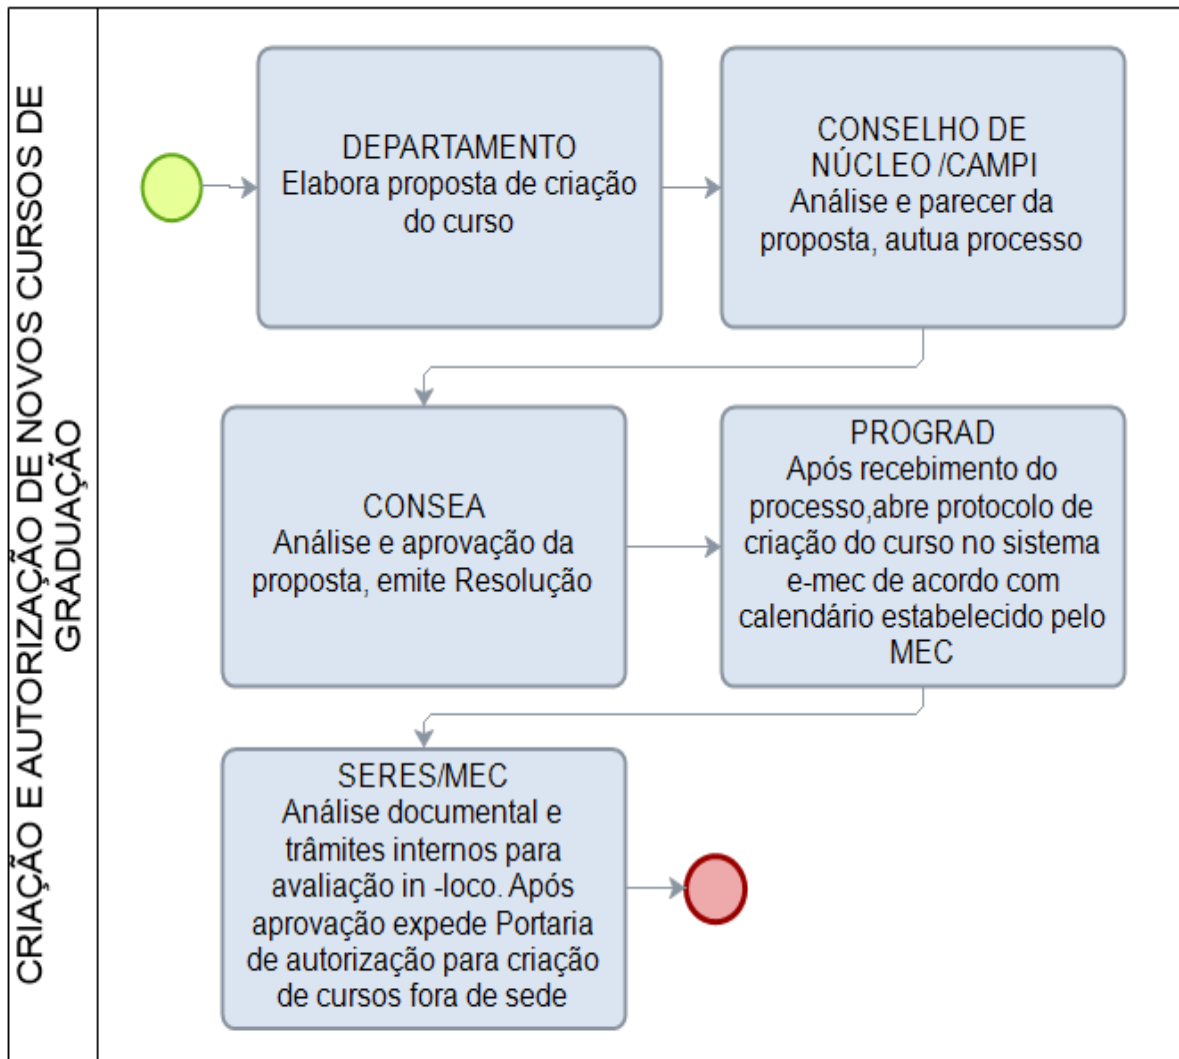 CRIAÇÃO E AUTORIZAÇÃO DE NOVOS CURSOS DE
GRADUAÇÃO
DEPARTAMENTO
Elabora proposta de criação
do curso
CONSELHO DE
NÚCLEO /CAMPI
Análise e parecer da
proposta, autua processo
CONSEA
Análise e aprovação da
proposta, emite Resolução
PROGRAD
Após recebimento do
processo,abre protocolo de
criação do curso no sistema
e-mec de acordo com
calendário estabelecido pelo
MEC
SERES/MEC
Análise documental e
trâmites internos para
avaliação in -loco. Após
aprovação expede Portaria
de autorização para criação
de cursos fora de sede